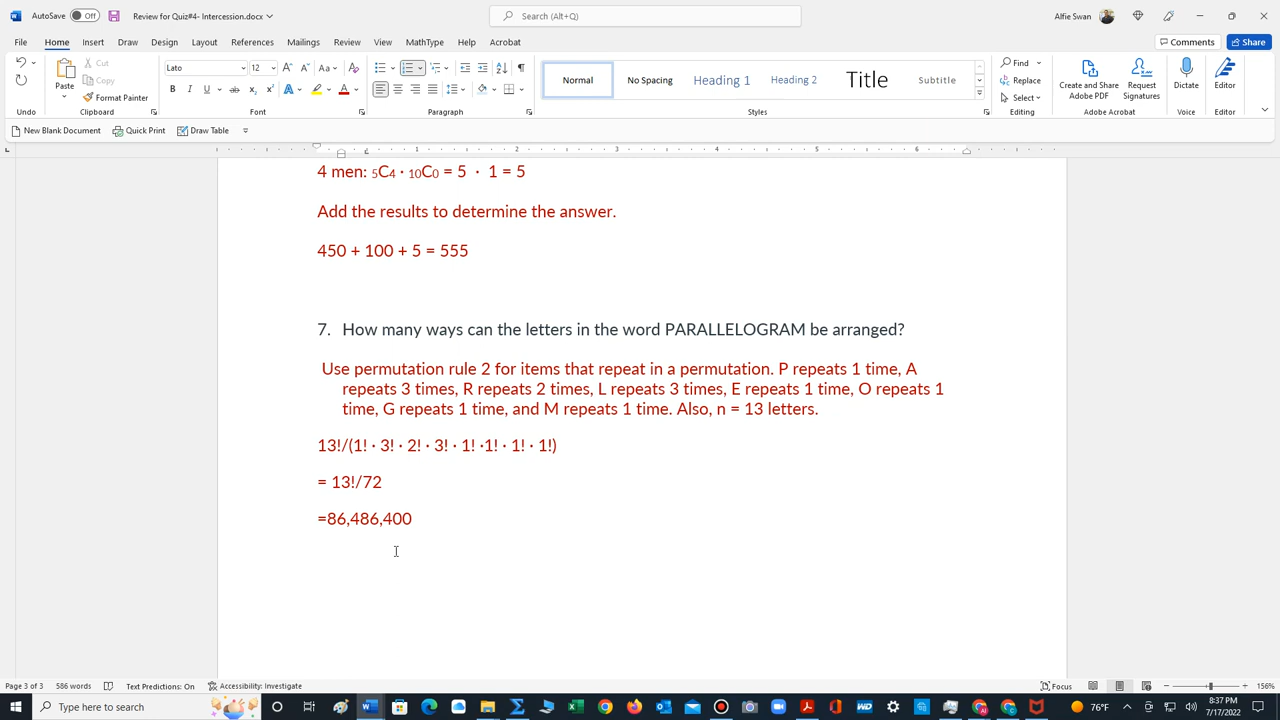 AutoSave Off Review for Quiz#4- Intercession.docx Search (Alt+Q) Alfie Swan
File Home Insert Draw Design Layout References Mailings Review View MathType Help Acrobat Comments Share
Paste Cut Copy Format Painter Lato 12 Normal No Spacing Heading 1 Heading 2 Title Subtitle Find Replace Select Create and Share Adobe PDF Request Signatures Dictate Editor
Undo Clipboard Font Paragraph Styles Editing Adobe Acrobat Voice Editor
New Blank Document Quick Print Draw Table
4 men: ₅C₄ · ₁₀C₀ = 5 · 1 = 5
Add the results to determine the answer.
450 + 100 + 5 = 555
7. How many ways can the letters in the word PARALLELOGRAM be arranged?
Use permutation rule 2 for items that repeat in a permutation. P repeats 1 time, A
repeats 3 times, R repeats 2 times, L repeats 3 times, E repeats 1 time, O repeats 1
time, G repeats 1 time, and M repeats 1 time. Also, n = 13 letters.
13!/(1! · 3! · 2! · 3! · 1! ·1! · 1! · 1!)
= 13!/72
=86,486,400
Page 3 of 3 586 words Text Predictions: On Accessibility: Investigate Focus 156%
Type here to search 76°F 8:37 PM
7/17/2022